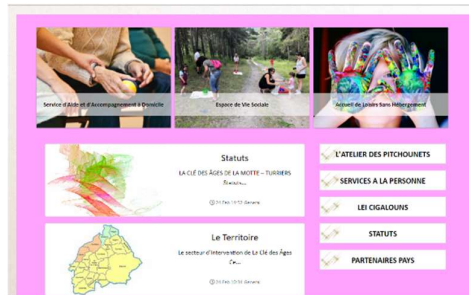 Service d'Aide et d'Accompagnement à Domicile
Espace de Vie Sociale
Accueil de Loisirs Sans Hébergement
Statuts
LA CLÉ DES ÂGES DE LA MOTTE – TURRIERS
Statuts...
Le Territoire
Le secteur d'intervention de La Clé des Âges
Ce...
L'ATELIER DES PITCHOUNETS
SERVICES A LA PERSONNE
LEI CIGALOUNS
STATUTS
PARTENAIRES PAYS